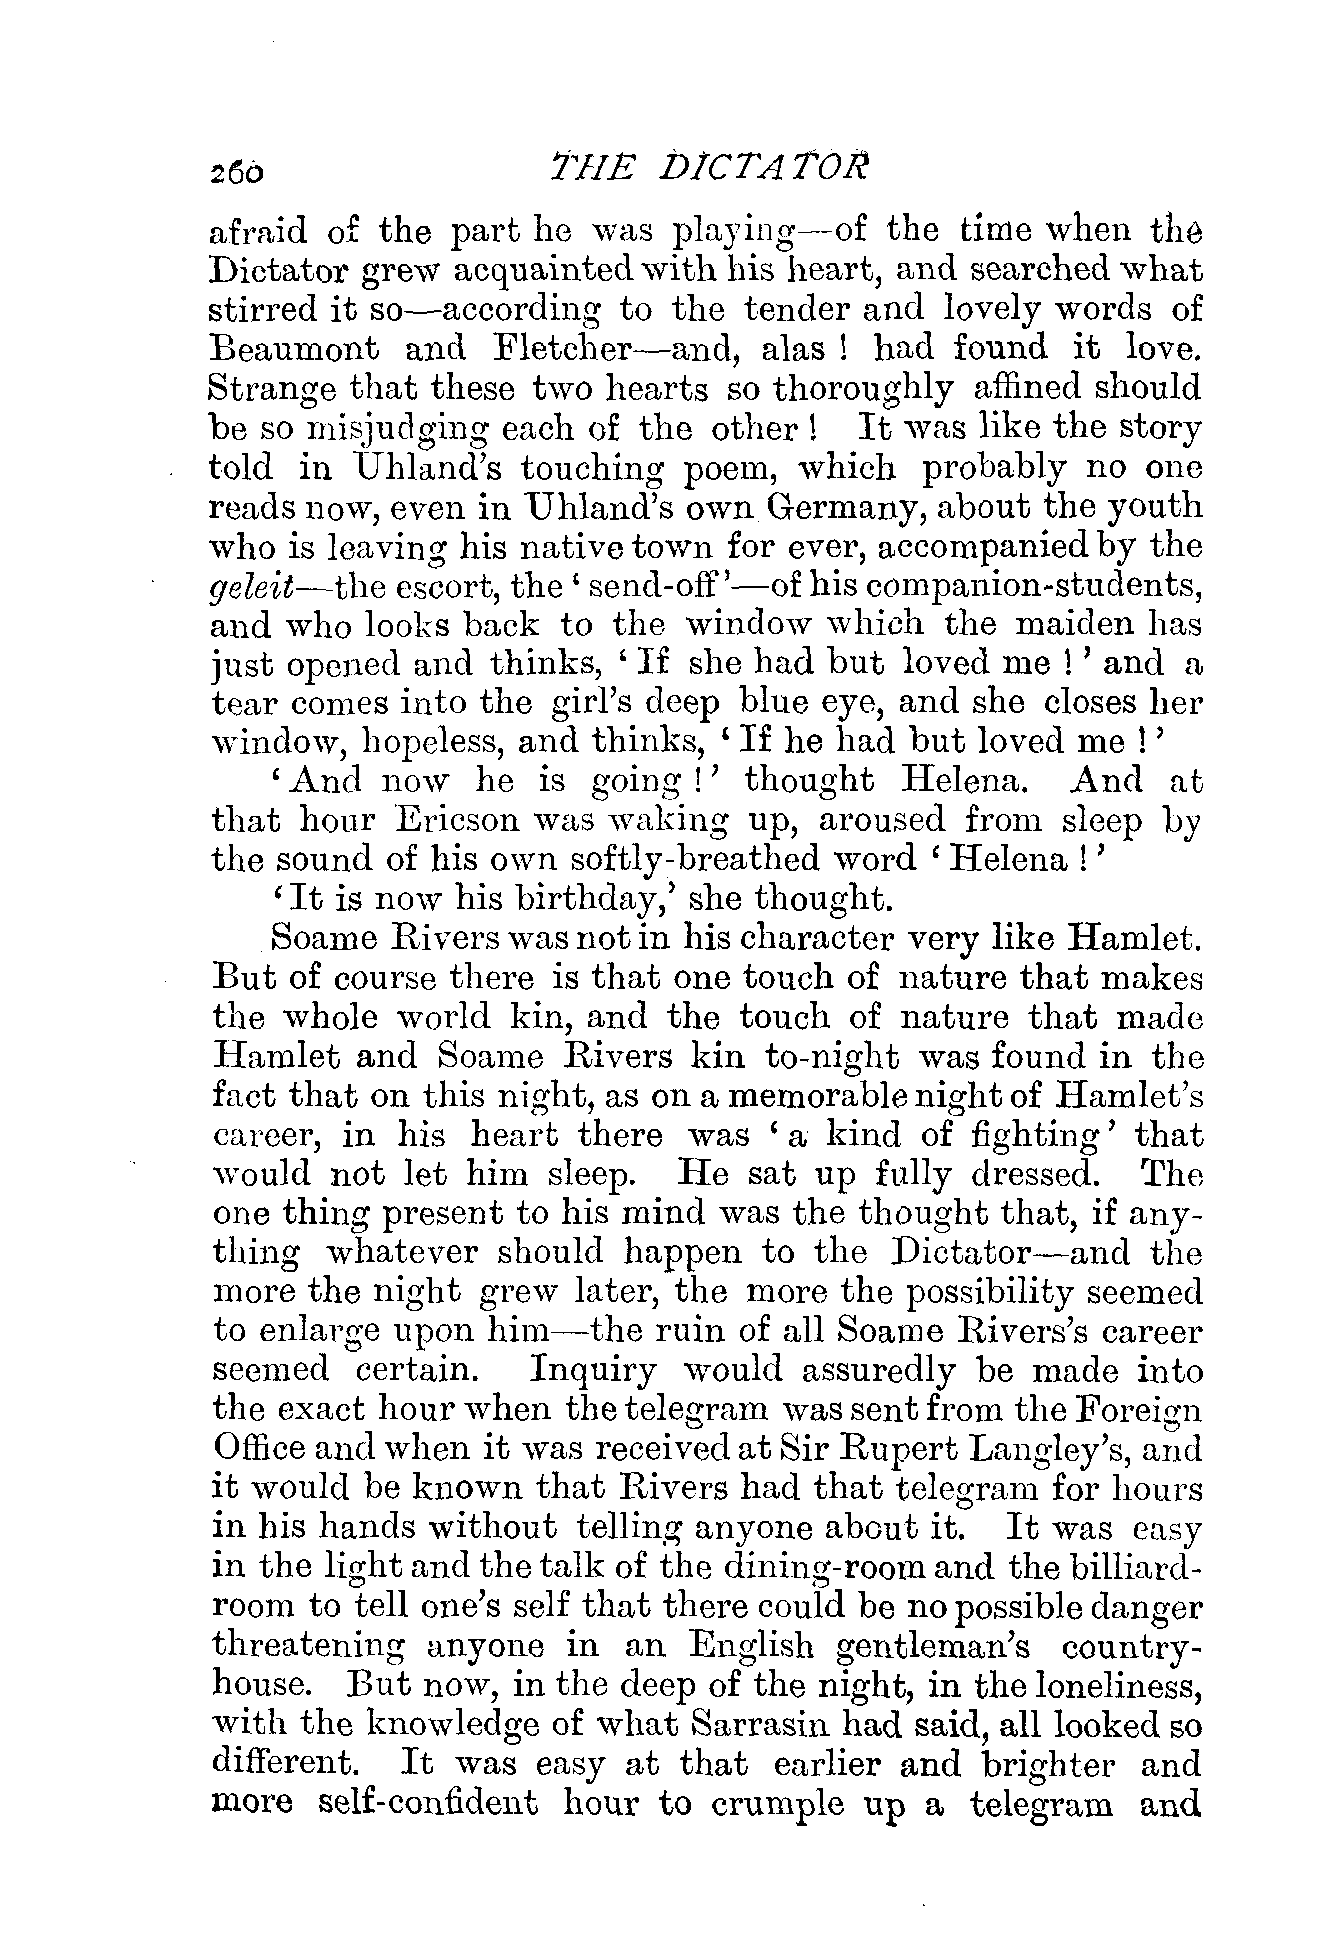 260 THE DICTATOR
afraid of the part he was playing—of the time when the
Dictator grew acquainted with his heart, and searched what
stirred it so—according to the tender and lovely words of
Beaumont and Fletcher—and, alas ! had found it love.
Strange that these two hearts so thoroughly affined should
be so misjudging each of the other ! It was like the story
told in Uhland's touching poem, which probably no one
reads now, even in Uhland's own Germany, about the youth
who is leaving his native town for ever, accompanied by the
geleit—the escort, the ‘ send-off ’—of his companion-students,
and who looks back to the window which the maiden has
just opened and thinks, ‘ If she had but loved me ! ’ and a
tear comes into the girl's deep blue eye, and she closes her
window, hopeless, and thinks, ‘ If he had but loved me ! ’
‘ And now he is going ! ’ thought Helena. And at
that hour Ericson was waking up, aroused from sleep by
the sound of his own softly-breathed word ‘ Helena ! ’
‘ It is now his birthday,’ she thought.
Soame Rivers was not in his character very like Hamlet.
But of course there is that one touch of nature that makes
the whole world kin, and the touch of nature that made
Hamlet and Soame Rivers kin to-night was found in the
fact that on this night, as on a memorable night of Hamlet's
career, in his heart there was ‘ a kind of fighting ’ that
would not let him sleep. He sat up fully dressed. The
one thing present to his mind was the thought that, if any-
thing whatever should happen to the Dictator—and the
more the night grew later, the more the possibility seemed
to enlarge upon him—the ruin of all Soame Rivers's career
seemed certain. Inquiry would assuredly be made into
the exact hour when the telegram was sent from the Foreign
Office and when it was received at Sir Rupert Langley's, and
it would be known that Rivers had that telegram for hours
in his hands without telling anyone about it. It was easy
in the light and the talk of the dining-room and the billiard-
room to tell one's self that there could be no possible danger
threatening anyone in an English gentleman's country-
house. But now, in the deep of the night, in the loneliness,
with the knowledge of what Sarrasin had said, all looked so
different. It was easy at that earlier and brighter and
more self-confident hour to crumple up a telegram and